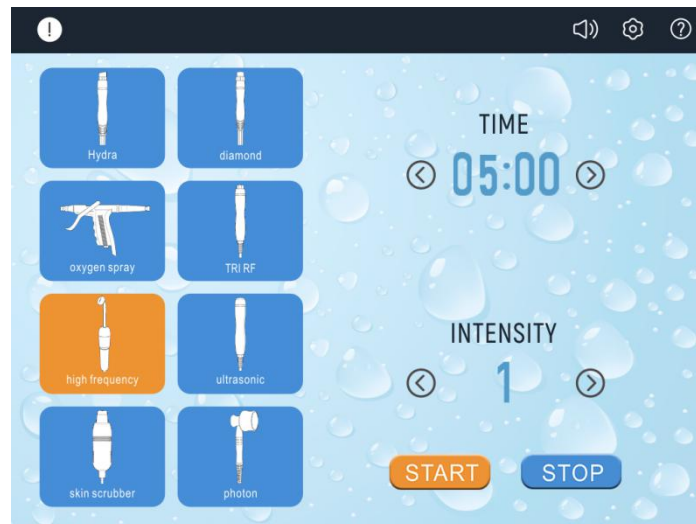 Hydra
diamond
oxygen spray
TRI RF
high frequency
ultrasonic
skin scrubber
photon
TIME
05:00
INTENSITY
1
START
STOP